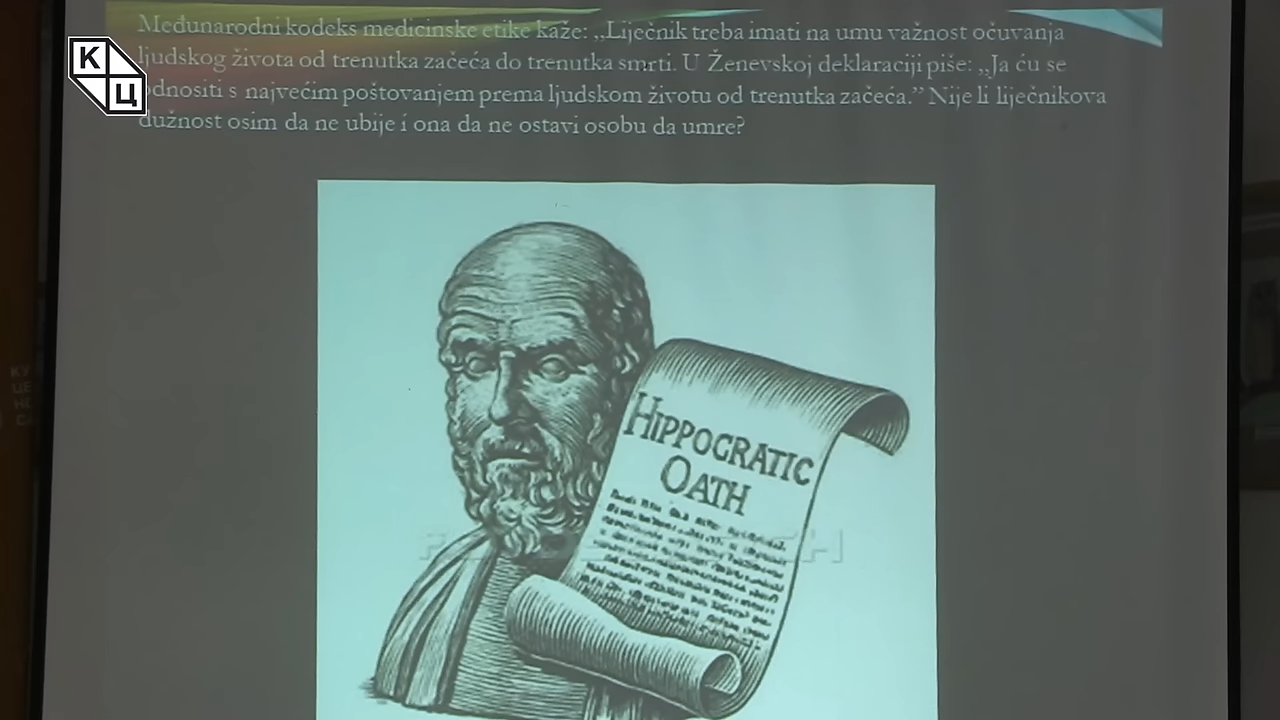 Međunarodni kodeks medicinske etike kaže: „Liječnik treba imati na umu važnost očuvanja
ljudskog života od trenutka začeća do trenutka smrti. U Ženevskoj deklaraciji piše: „Ja ću se
odnositi s najvećim poštovanjem prema ljudskom životu od trenutka začeća.” Nije li liječnikova
dužnost osim da ne ubije i ona da ne ostavi osobu da umre?
К
Ц
HIPPOCRATIC
OATH